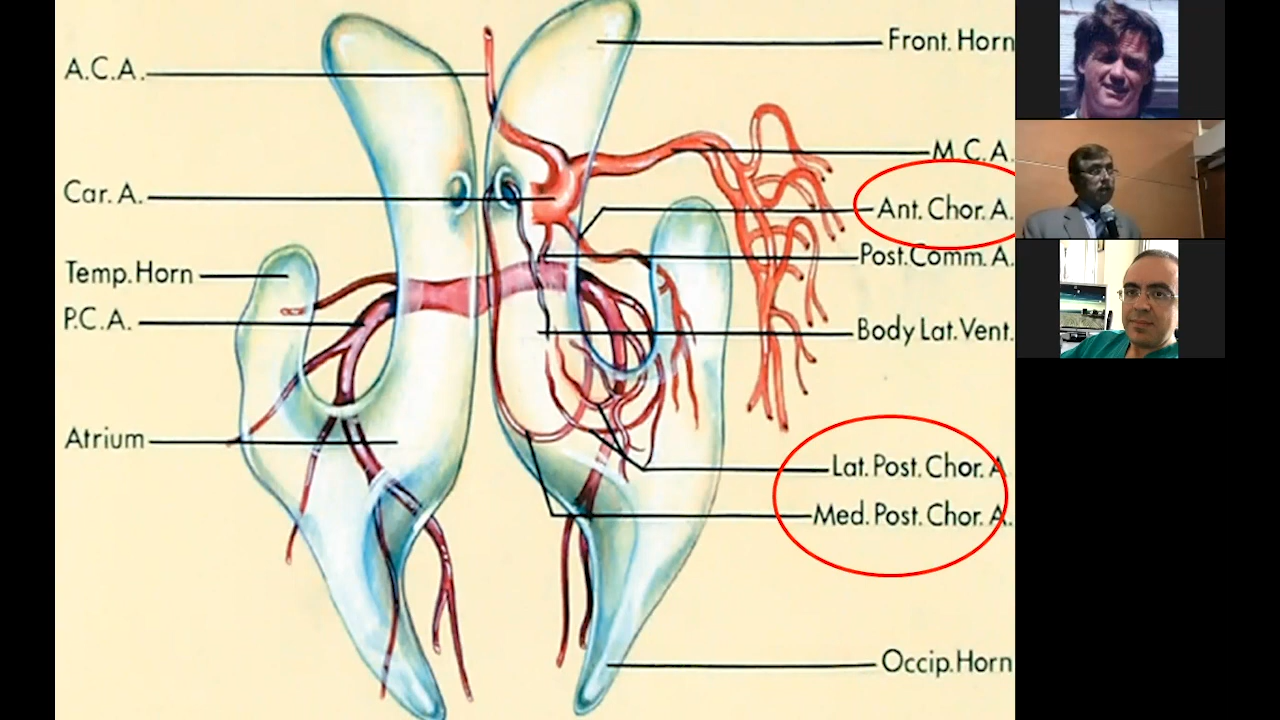 A.C.A.
Car. A.
Temp. Horn
P.C.A.
Atrium
Front. Horn
M.C.A.
Ant. Chor. A.
Post. Comm. A.
Body Lat. Vent.
Lat. Post. Chor. A
Med. Post. Chor. A.
Occip. Horn